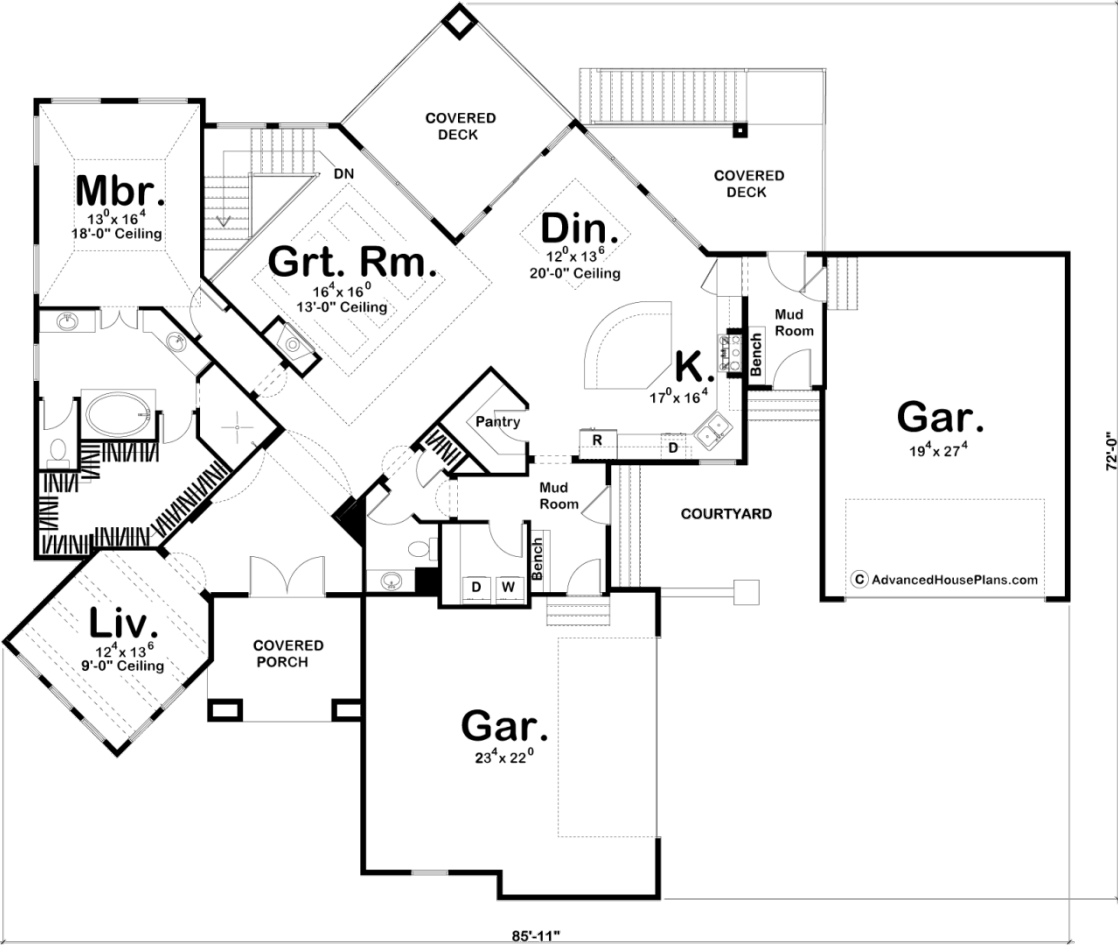 COVERED
DECK
COVERED
DECK
DN
Mbr.
13⁰ x 16⁴
18'-0" Ceiling
Grt. Rm.
16⁴ x 16⁰
13'-0" Ceiling
Din.
12⁰ x 13⁶
20'-0" Ceiling
Mud
Room
Bench
K.
17⁰ x 16⁴
Pantry
R
D
Gar.
19⁴ x 27⁴
72'-0"
Mud
Room
COURTYARD
Bench
D
W
© AdvancedHousePlans.com
Liv.
12⁴ x 13⁶
9'-0" Ceiling
COVERED
PORCH
Gar.
23⁴ x 22⁰
85'-11"